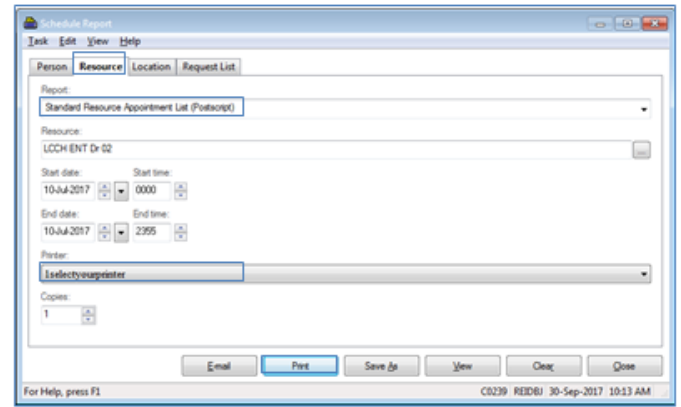 Schedule Report
Task Edit View Help
Person Resource Location Request List
Report:
Standard Resource Appointment List (Postscript)
Resource:
LCCH ENT Dr 02
...
Start date: Start time:
10-Jul-2017 0000
End date: End time:
10-Jul-2017 2355
Printer:
1selectyourprinter
Copies:
1
E-mail Print Save As View Clear Close
For Help, press F1 C0239 REIDBJ 30-Sep-2017 10:13 AM